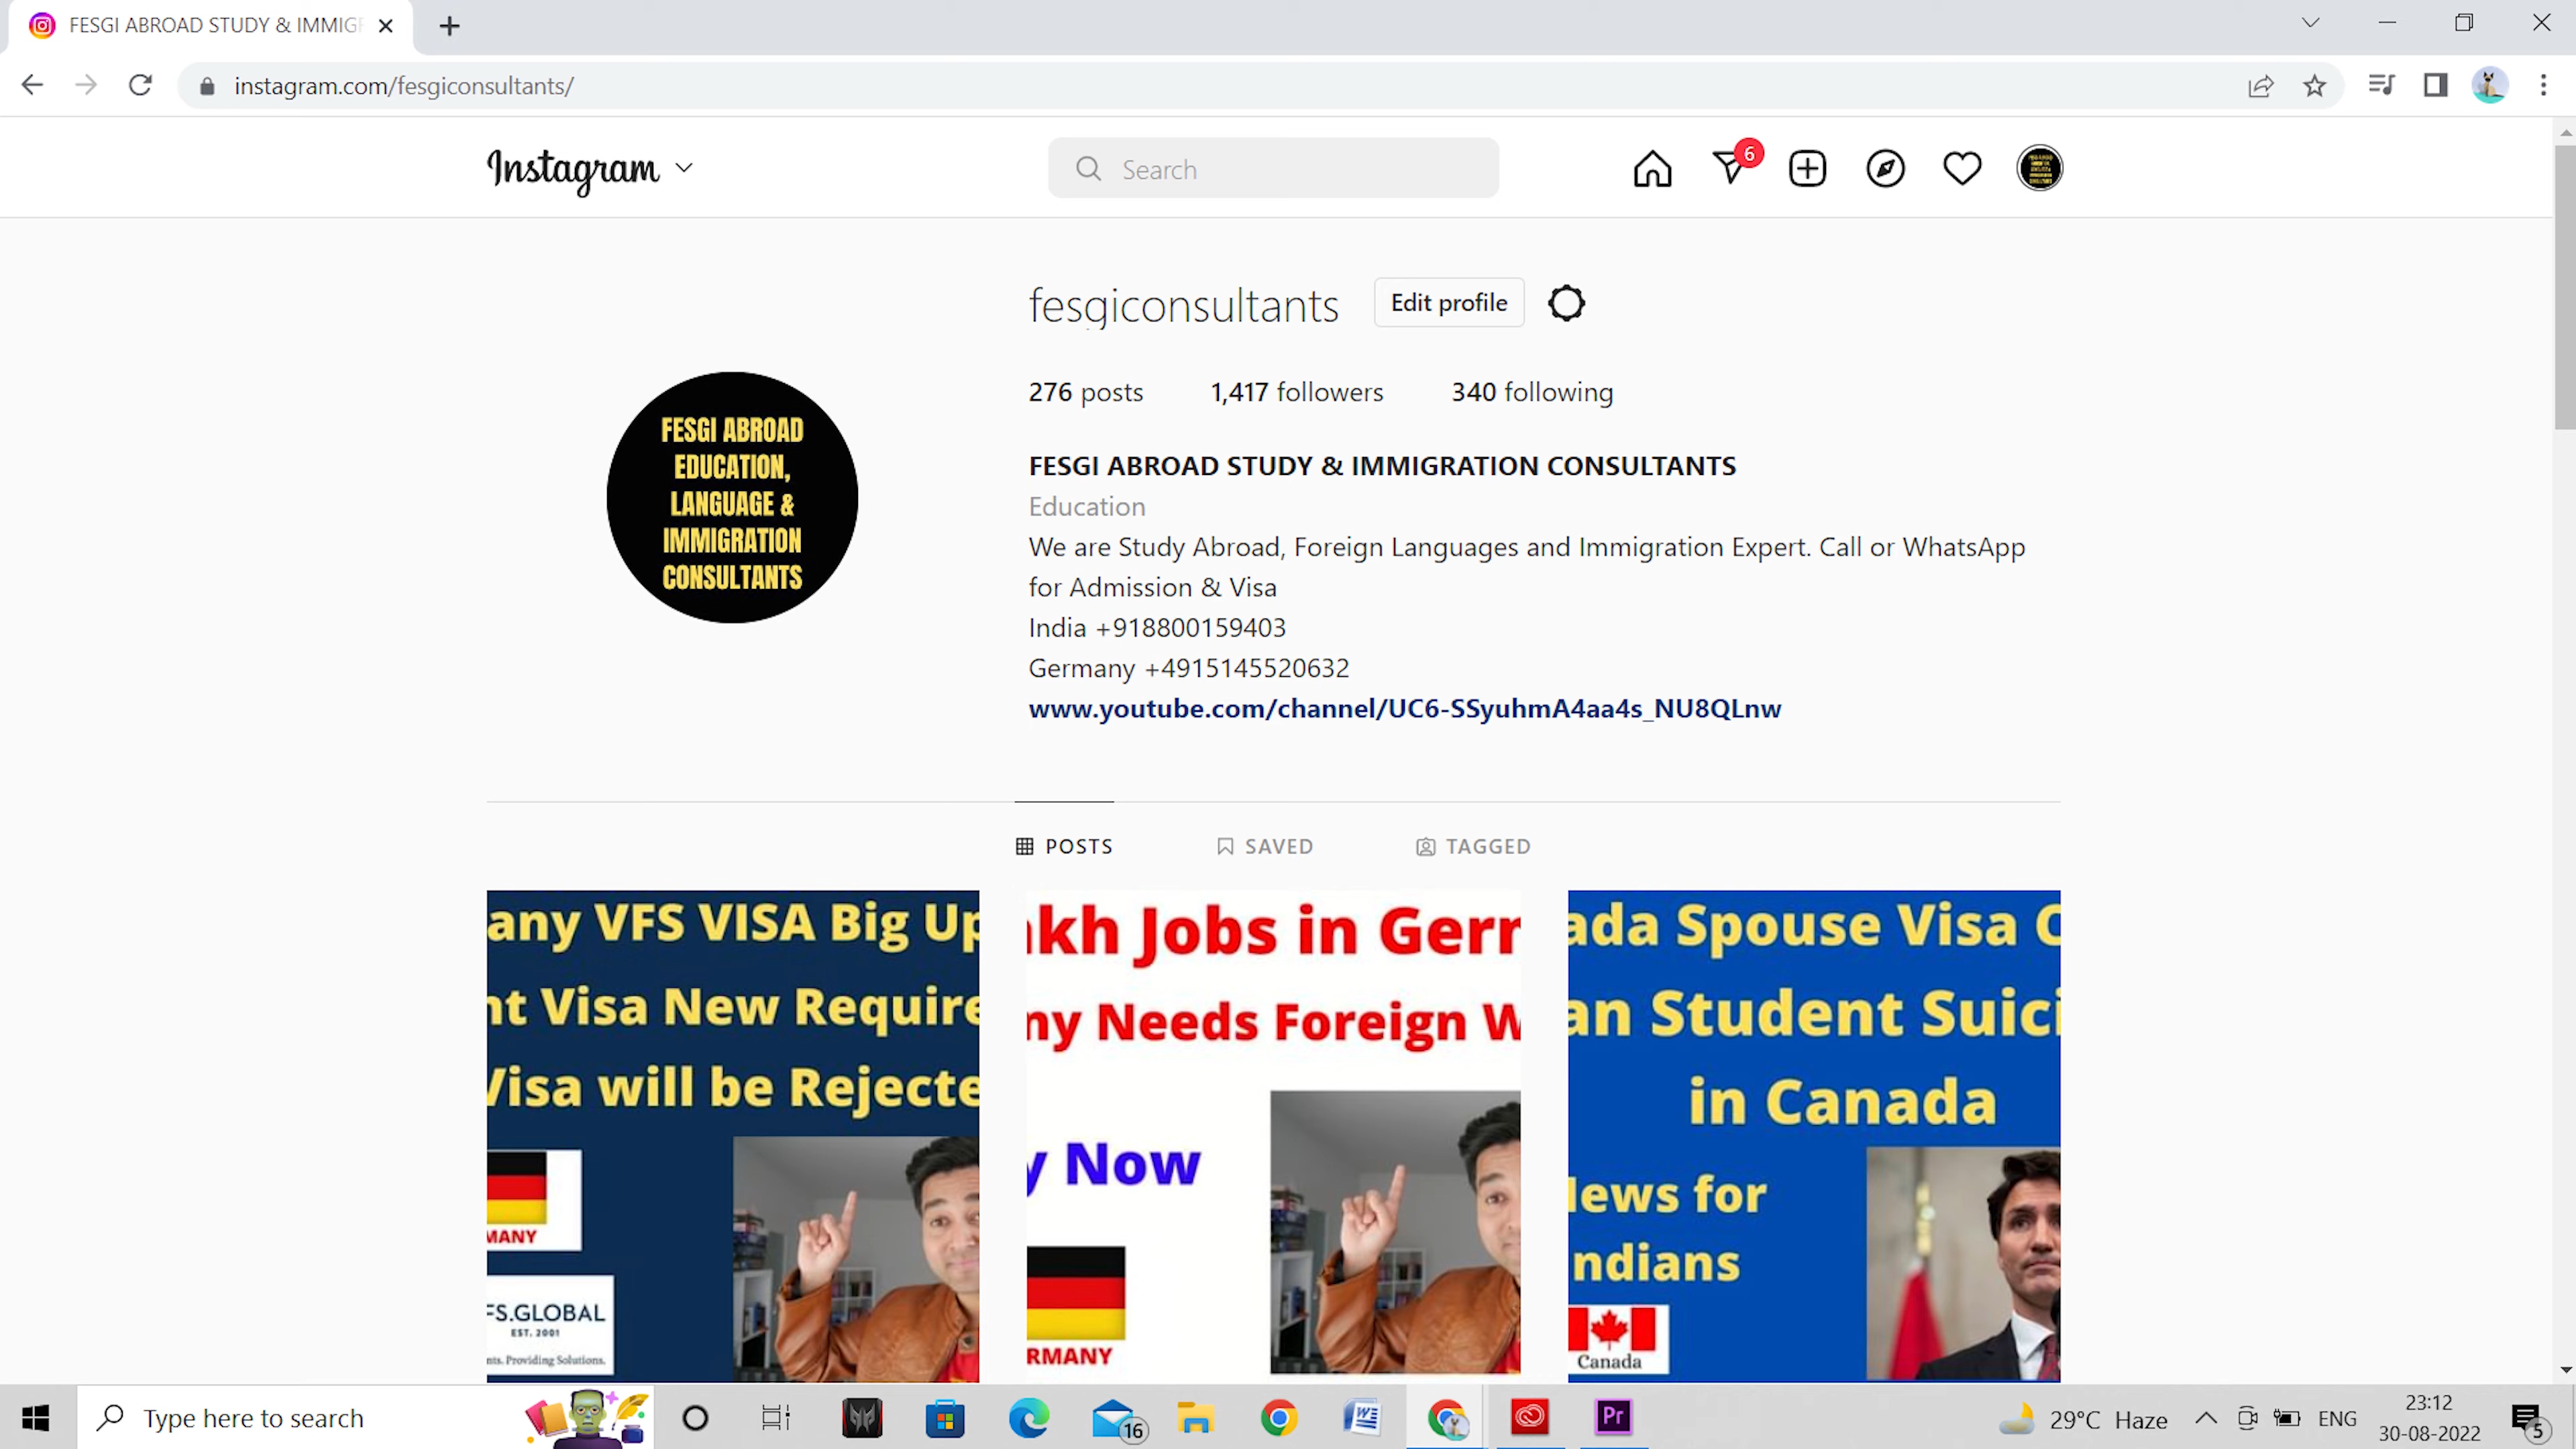 FESGI ABROAD STUDY & IMMIGR
instagram.com/fesgiconsultants/
Instagram
Search
6
fesgiconsultants
Edit profile
276 posts 1,417 followers 340 following
FESGI ABROAD
EDUCATION,
LANGUAGE &
IMMIGRATION
CONSULTANTS
FESGI ABROAD STUDY & IMMIGRATION CONSULTANTS
Education
We are Study Abroad, Foreign Languages and Immigration Expert. Call or WhatsApp
for Admission & Visa
India +918800159403
Germany +4915145520632
www.youtube.com/channel/UC6-SSyuhmA4aa4s_NU8QLnw
POSTS SAVED TAGGED
any VFS VISA Big Up
nt Visa New Require
Visa will be Rejecte
MANY
FS.GLOBAL
EST. 2001
nts. Providing Solutions.
akh Jobs in Germ
ny Needs Foreign W
y Now
RMANY
ada Spouse Visa C
an Student Suici
in Canada
News for
Indians
Canada
Type here to search
16
Pr
29°C Haze
ENG
23:12
30-08-2022
5